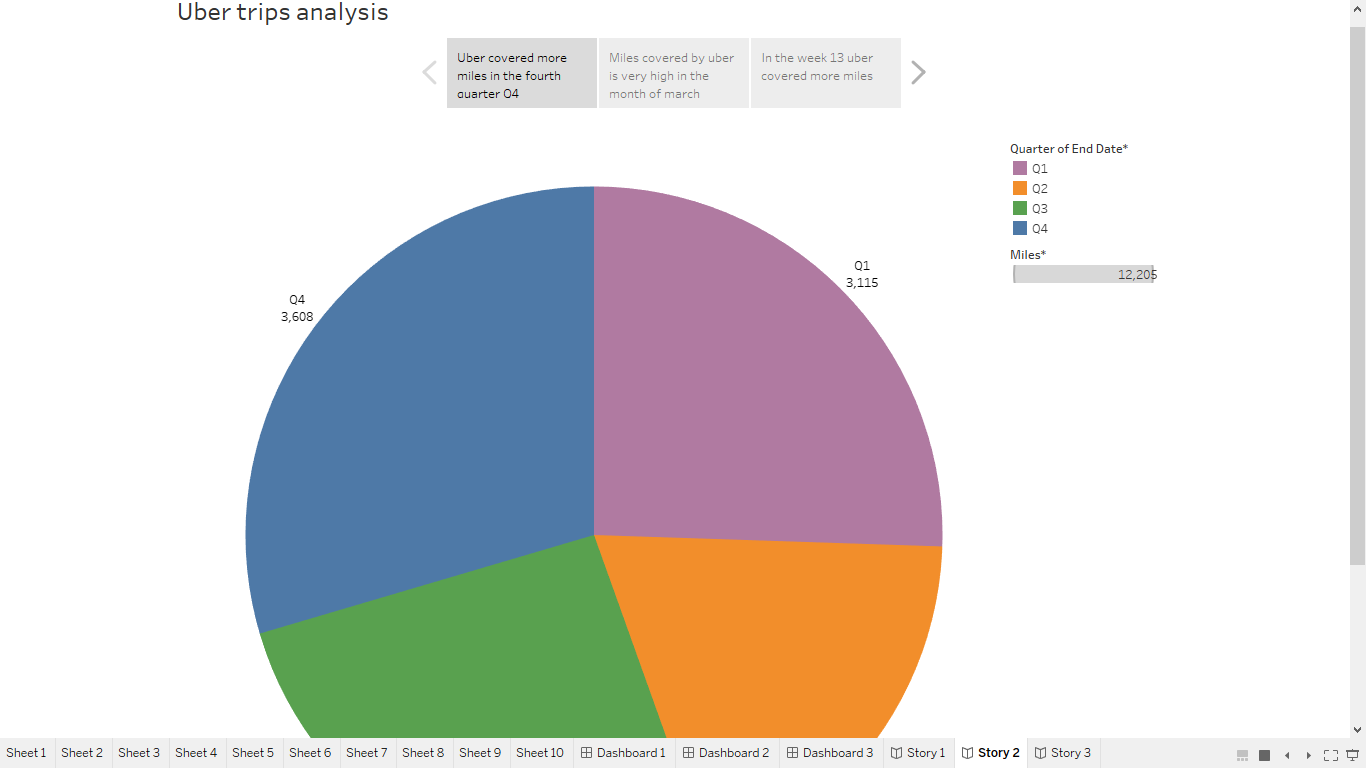 Uber trips analysis
Uber covered more
miles in the fourth
quarter Q4
Miles covered by uber
is very high in the
month of march
In the week 13 uber
covered more miles
Quarter of End Date*
Q1
Q2
Q3
Q4
Miles*
12,205
Q1
3,115
Q4
3,608
Sheet 1 Sheet 2 Sheet 3 Sheet 4 Sheet 5 Sheet 6 Sheet 7 Sheet 8 Sheet 9 Sheet 10 Dashboard 1 Dashboard 2 Dashboard 3 Story 1 Story 2 Story 3